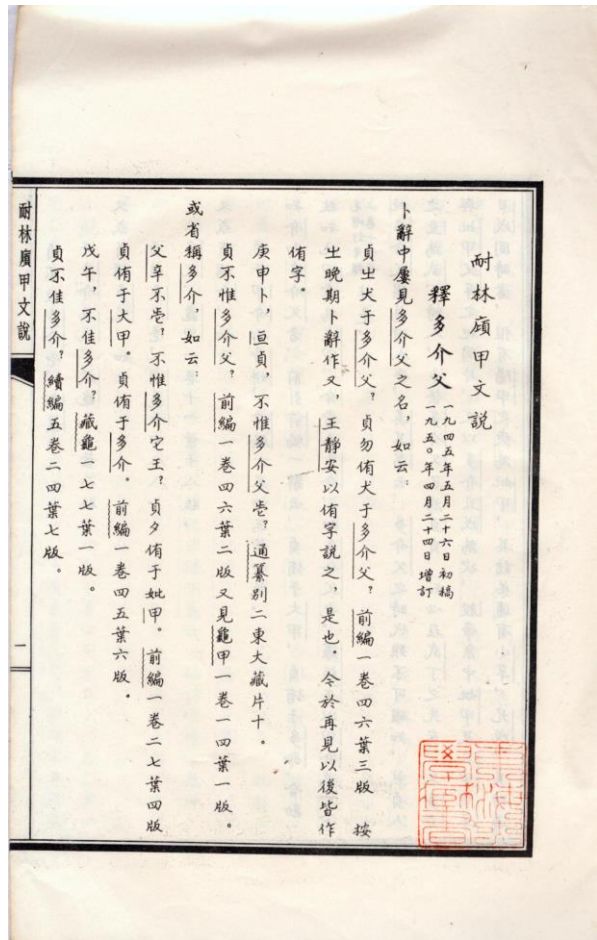 耐林廎甲文説
釋多介父
一九四五年五月二十六日初稿
一九五〇年四月二十四日增訂
卜辭中屢見多介父之名，如云：
貞㞢犬于多介父？貞勿侑犬于多介父？前編一卷四六葉三版　按
㞢晚期卜辭作又，王靜安以侑字說之，是也。今於再見以後皆作
侑字。
庚申卜，亘貞，不惟多介父壱？通纂别二東大藏片十。
貞不惟多介父？前編一卷四六葉二版又見龜甲一卷一四葉一版。
或省稱多介，如云：
父辛不壱？不惟多介它王？貞夕侑于妣甲。前編一卷二七葉四版
貞侑于大甲。貞侑于多介。前編一卷四五葉六版。
戊午，不隹多介？藏龜一七七葉一版。
貞不隹多介？續編五卷二四葉七版。
耐林廎甲文説
一